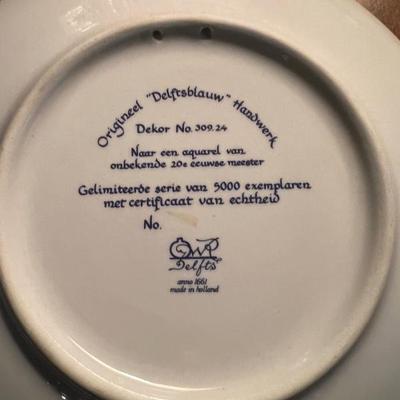 Origineel "Delftsblauw" Handwerk
Dekor No. 309.24
Naar een aquarel van
onbekende 20e eeuwse meester
Gelimiteerde serie van 5000 exemplaren
met certificaat van echtheid
No.
Delfts
anno 1661
made in holland